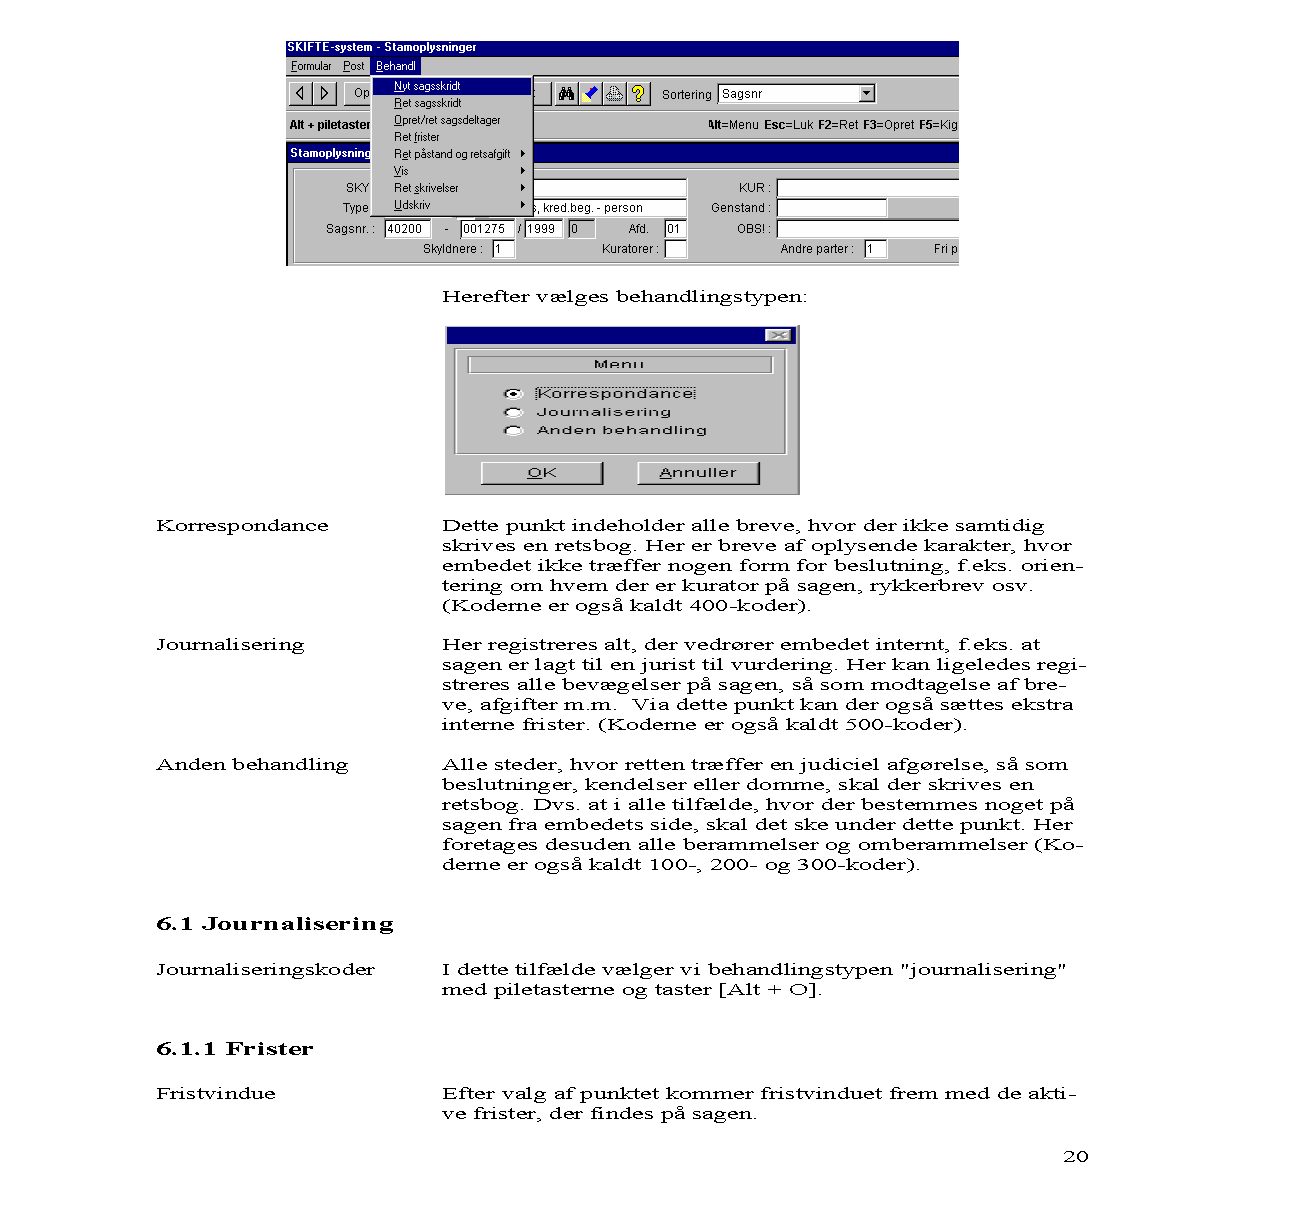 SKIFTE-system - Stamoplysninger
Formular Post Behandl
Op Sortering Sagsnr
Nyt sagsskridt
Ret sagsskridt
Opret/ret sagsdeltager
Ret frister
Ret påstand og retsafgift
Vis
Ret skrivelser
Udskriv
Alt + piletaster Alt=Menu Esc=Luk F2=Ret F3=Opret F5=Kig
Stamoplysning
SKY KUR :
Type , kred.beg. - person Genstand :
Sagsnr. : 40200 - 001275 / 1999 0 Afd. 01 OBS! :
Skyldnere : 1 Kuratorer : Andre parter : 1 Fri p
Herefter vælges behandlingstypen:
Menu
Korrespondance
Journalisering
Anden behandling
OK Annuller
Korrespondance Dette punkt indeholder alle breve, hvor der ikke samtidig
skrives en retsbog. Her er breve af oplysende karakter, hvor
embedet ikke træffer nogen form for beslutning, f.eks. orien-
tering om hvem der er kurator på sagen, rykkerbrev osv.
(Koderne er også kaldt 400-koder).
Journalisering Her registreres alt, der vedrører embedet internt, f.eks. at
sagen er lagt til en jurist til vurdering. Her kan ligeledes regi-
streres alle bevægelser på sagen, så som modtagelse af bre-
ve, afgifter m.m. Via dette punkt kan der også sættes ekstra
interne frister. (Koderne er også kaldt 500-koder).
Anden behandling Alle steder, hvor retten træffer en judiciel afgørelse, så som
beslutninger, kendelser eller domme, skal der skrives en
retsbog. Dvs. at i alle tilfælde, hvor der bestemmes noget på
sagen fra embedets side, skal det ske under dette punkt. Her
foretages desuden alle berammelser og omberammelser (Ko-
derne er også kaldt 100-, 200- og 300-koder).
6.1 Journalisering
Journaliseringskoder I dette tilfælde vælger vi behandlingstypen "journalisering"
med piletasterne og taster [Alt + O].
6.1.1 Frister
Fristvindue Efter valg af punktet kommer fristvinduet frem med de akti-
ve frister, der findes på sagen.
20